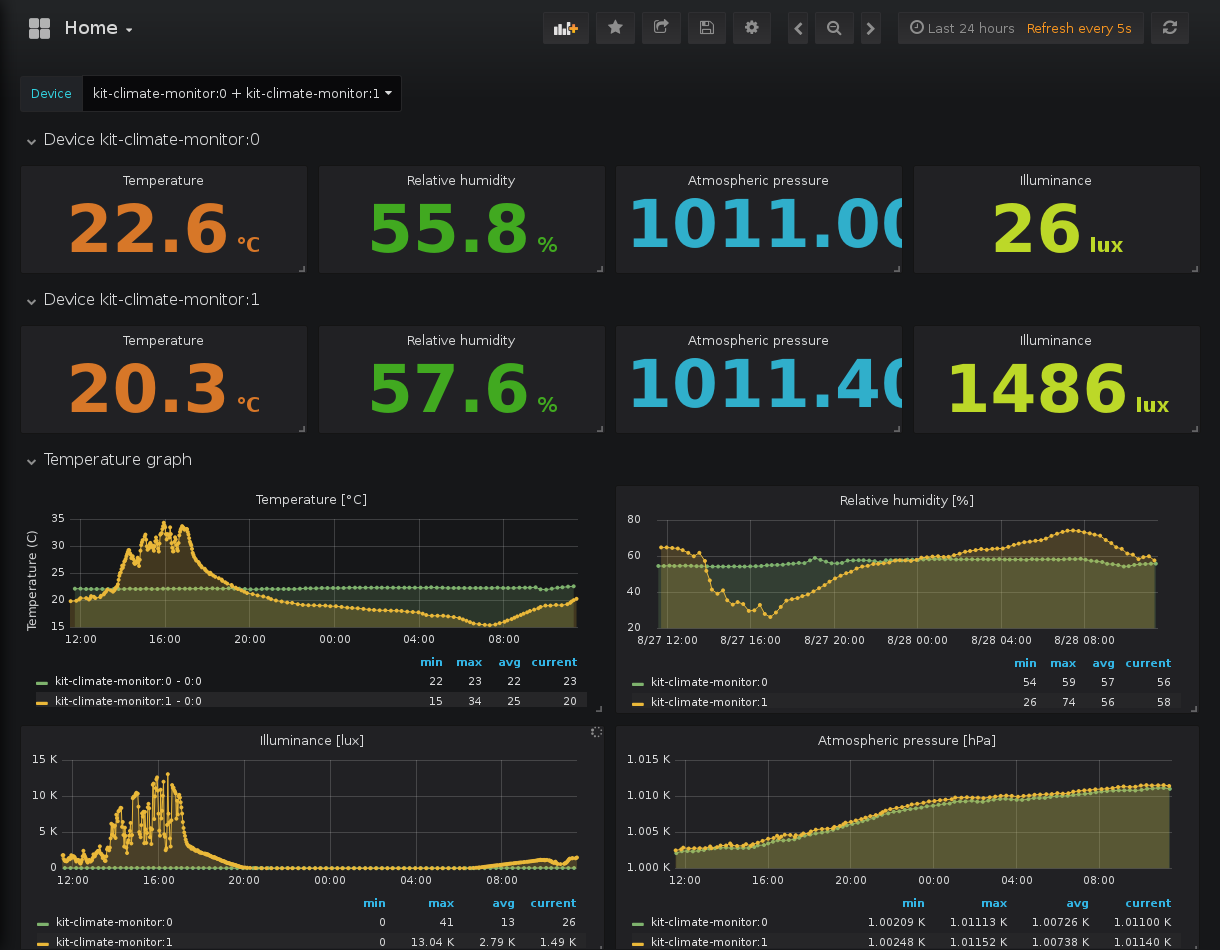 Home
Last 24 hours Refresh every 5s
Device kit-climate-monitor:0 + kit-climate-monitor:1
Device kit-climate-monitor:0
Temperature Relative humidity Atmospheric pressure Illuminance
22.6 °C 55.8 % 1011.00 26 lux
Device kit-climate-monitor:1
Temperature Relative humidity Atmospheric pressure Illuminance
20.3 °C 57.6 % 1011.40 1486 lux
Temperature graph
Temperature [°C]
Temperature (C)
35
30
25
20
15
12:00 16:00 20:00 00:00 04:00 08:00
min max avg current
kit-climate-monitor:0 - 0:0 22 23 22 23
kit-climate-monitor:1 - 0:0 15 34 25 20
Relative humidity [%]
80
60
40
20
8/27 12:00 8/27 16:00 8/27 20:00 8/28 00:00 8/28 04:00 8/28 08:00
min max avg current
kit-climate-monitor:0 54 59 57 56
kit-climate-monitor:1 26 74 56 58
Illuminance [lux]
15 K
10 K
5 K
0
12:00 16:00 20:00 00:00 04:00 08:00
min max avg current
kit-climate-monitor:0 0 41 13 26
kit-climate-monitor:1 0 13.04 K 2.79 K 1.49 K
Atmospheric pressure [hPa]
1.015 K
1.010 K
1.005 K
1.000 K
12:00 16:00 20:00 00:00 04:00 08:00
min max avg current
kit-climate-monitor:0 1.00209 K 1.01113 K 1.00726 K 1.01100 K
kit-climate-monitor:1 1.00248 K 1.01152 K 1.00738 K 1.01140 K